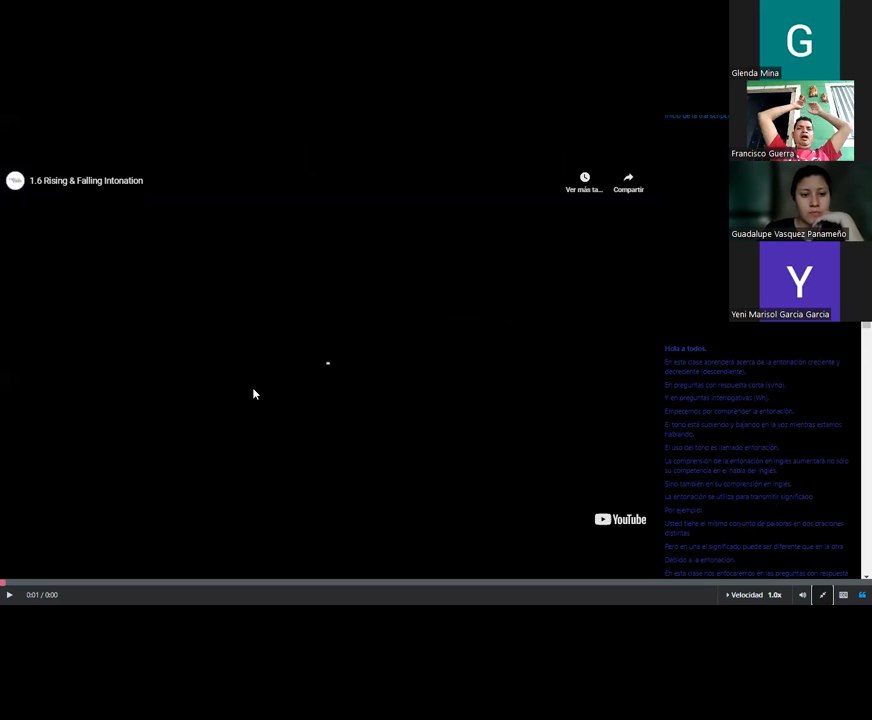 G
Glenda Mina
Inicio de la transcripc
Francisco Guerra
1.6 Rising & Falling Intonation
Ver más ta...
Compartir
Guadalupe Vasquez Panameño
Y
Yeni Marisol Garcia Garcia
Hola a todos.
En esta clase aprenderá acerca de la entonación creciente y
decreciente (descendiente).
En preguntas con respuesta corta (sí/no).
Y en preguntas interrogativas (Wh).
Empecemos por comprender la entonación.
El tono está subiendo y bajando en la voz mientras estamos
hablando.
El uso del tono es llamado entonación.
La comprensión de la entonación en inglés aumentará no sólo
su competencia en el habla del inglés.
Sino también en su comprensión en inglés.
La entonación se utiliza para transmitir significado
Por ejemplo:
Usted tiene el mismo conjunto de palabras en dos oraciones
distintas
Pero en una el significado puede ser diferente que en la otra
Debido a la entonación.
En esta clase nos enfocaremos en las preguntas con respuesta
YouTube
0:01 / 0:00
Velocidad 1.0x